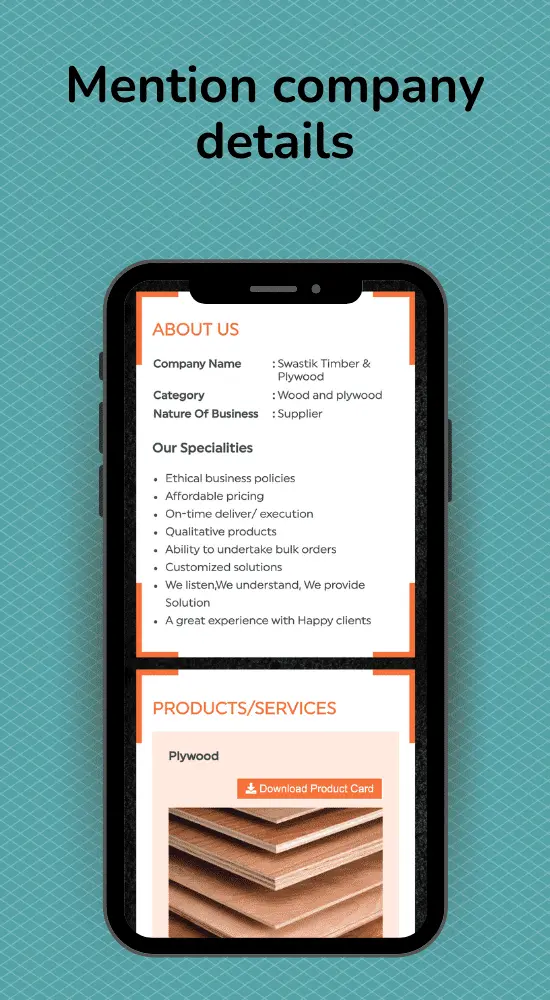 Mention company
details
ABOUT US
Company Name : Swastik Timber &
Plywood
Category : Wood and plywood
Nature Of Business : Supplier
Our Specialities
• Ethical business policies
• Affordable pricing
• On-time deliver/ execution
• Qualitative products
• Ability to undertake bulk orders
• Customized solutions
• We listen,We understand, We provide
Solution
• A great experience with Happy clients
PRODUCTS/SERVICES
Plywood
Download Product Card